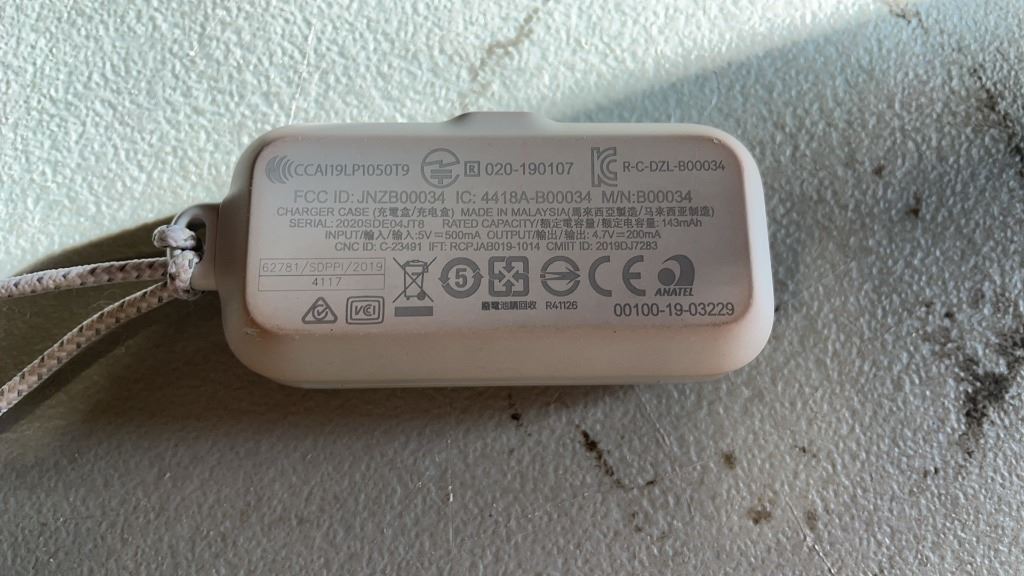 CCAI19LP1050T9 R 020-190107 R-C-DZL-B00034
FCC ID: JNZB00034 IC: 4418A-B00034 M/N:B00034
CHARGER CASE (充電盒/充电盒) MADE IN MALAYSIA(馬來西亞製造/马来西亚制造)
SERIAL: 2020SDE04JT8 RATED CAPACITY/額定電容量/额定电容量: 143mAh
INPUT/輸入/输入:5V⎓500mA OUTPUT/輸出/输出: 4.7V⎓200mA
CNC ID: C-23491 IFT: RCPJAB019-1014 CMIIT ID: 2019DJ7283
62781/SDPPI/2019
4117
5
CE
ANATEL
VCI
廢電池請回收
R41126
00100-19-03229